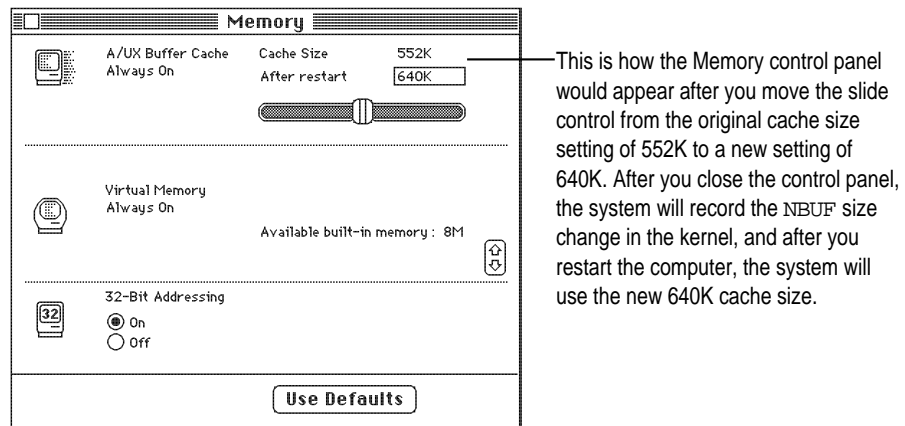 Memory
A/UX Buffer Cache
Always On
Cache Size 552K
After restart 640K
Virtual Memory
Always On
Available built-in memory : 8M
32
32-Bit Addressing
On
Off
Use Defaults
This is how the Memory control panel
would appear after you move the slide
control from the original cache size
setting of 552K to a new setting of
640K. After you close the control panel,
the system will record the NBUF size
change in the kernel, and after you
restart the computer, the system will
use the new 640K cache size.